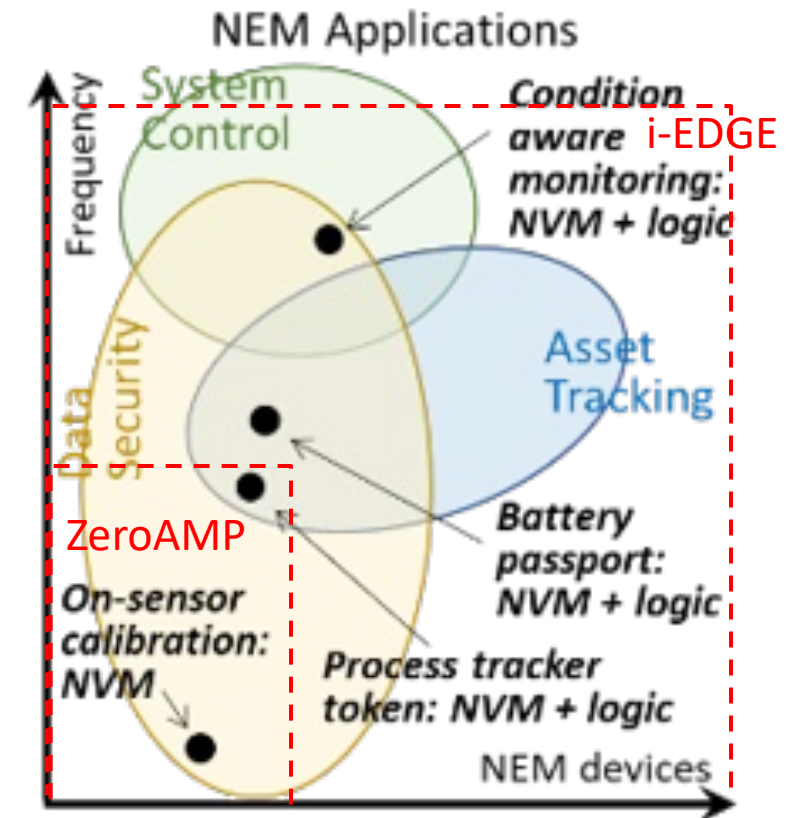 NEM Applications
Frequency
System
Control
Condition
aware
monitoring:
NVM + logic
i-EDGE
Asset
Tracking
Data
Security
ZeroAMP
Battery
passport:
NVM + logic
On-sensor
calibration:
NVM
Process tracker
token: NVM + logic
NEM devices